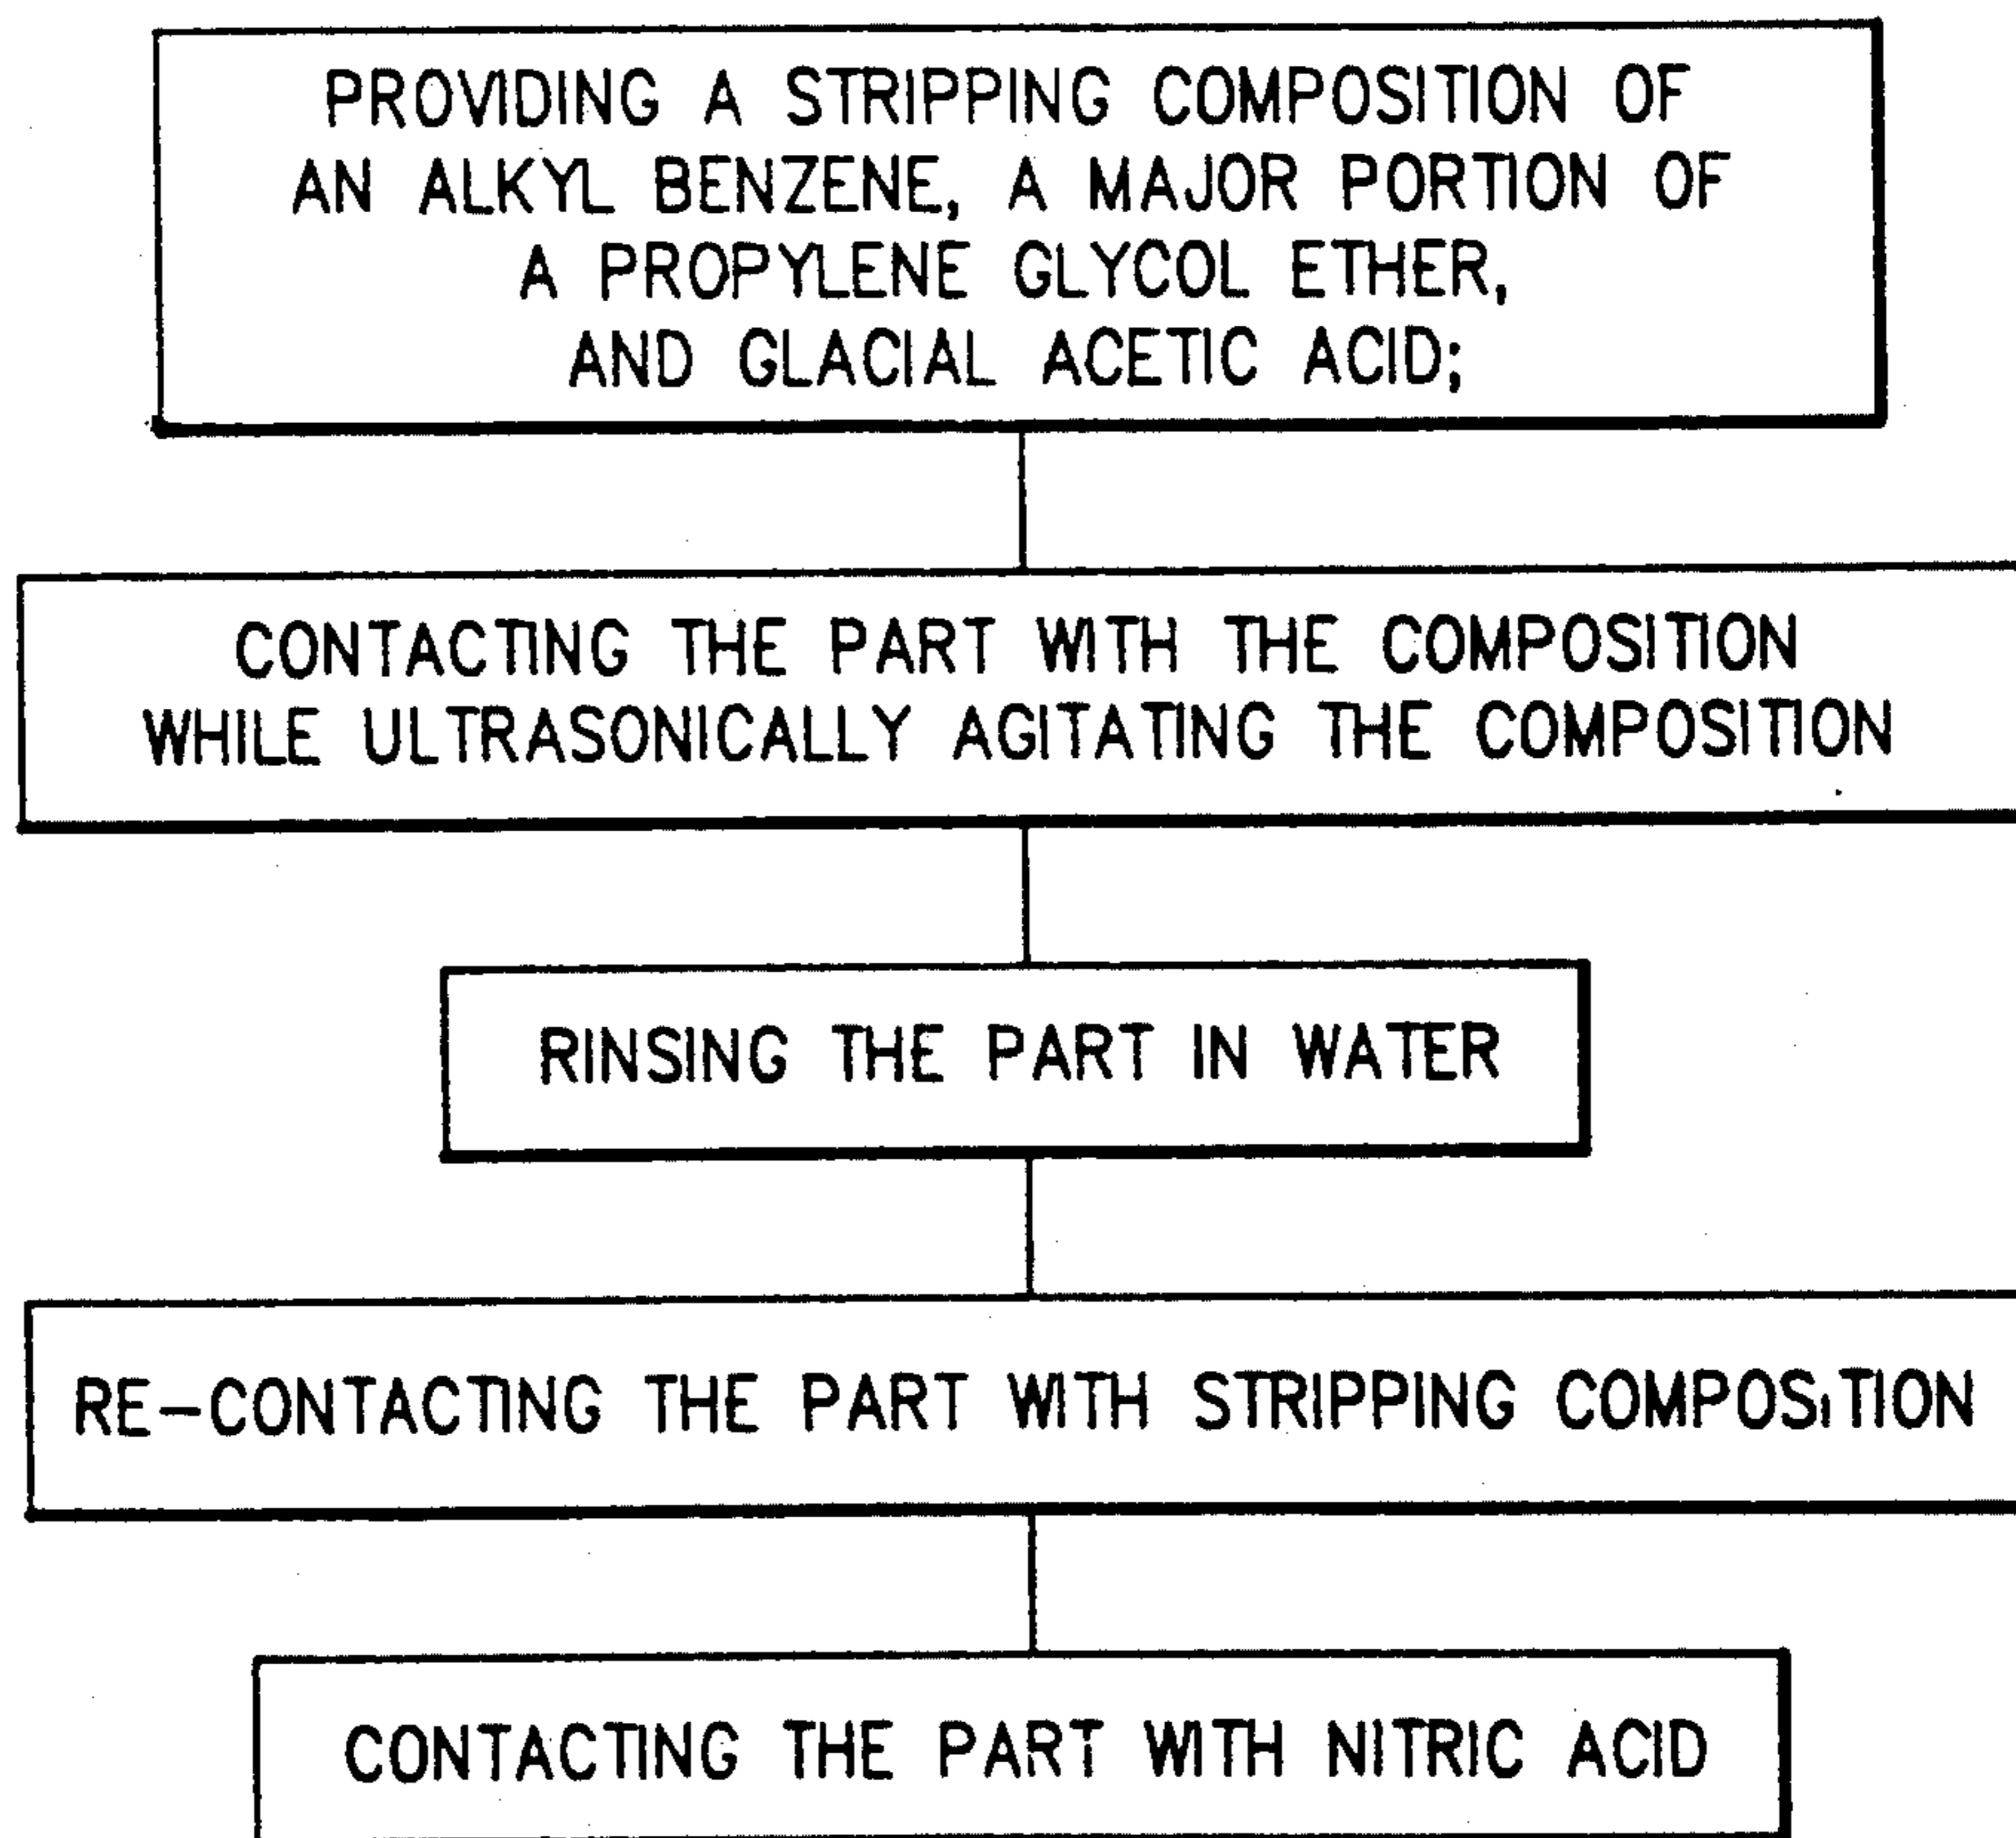 PROVIDING A STRIPPING COMPOSITION OF
AN ALKYL BENZENE, A MAJOR PORTION OF
A PROPYLENE GLYCOL ETHER,
AND GLACIAL ACETIC ACID;
CONTACTING THE PART WITH THE COMPOSITION
WHILE ULTRASONICALLY AGITATING THE COMPOSITION
RINSING THE PART IN WATER
RE-CONTACTING THE PART WITH STRIPPING COMPOSITION
CONTACTING THE PART WITH NITRIC ACID